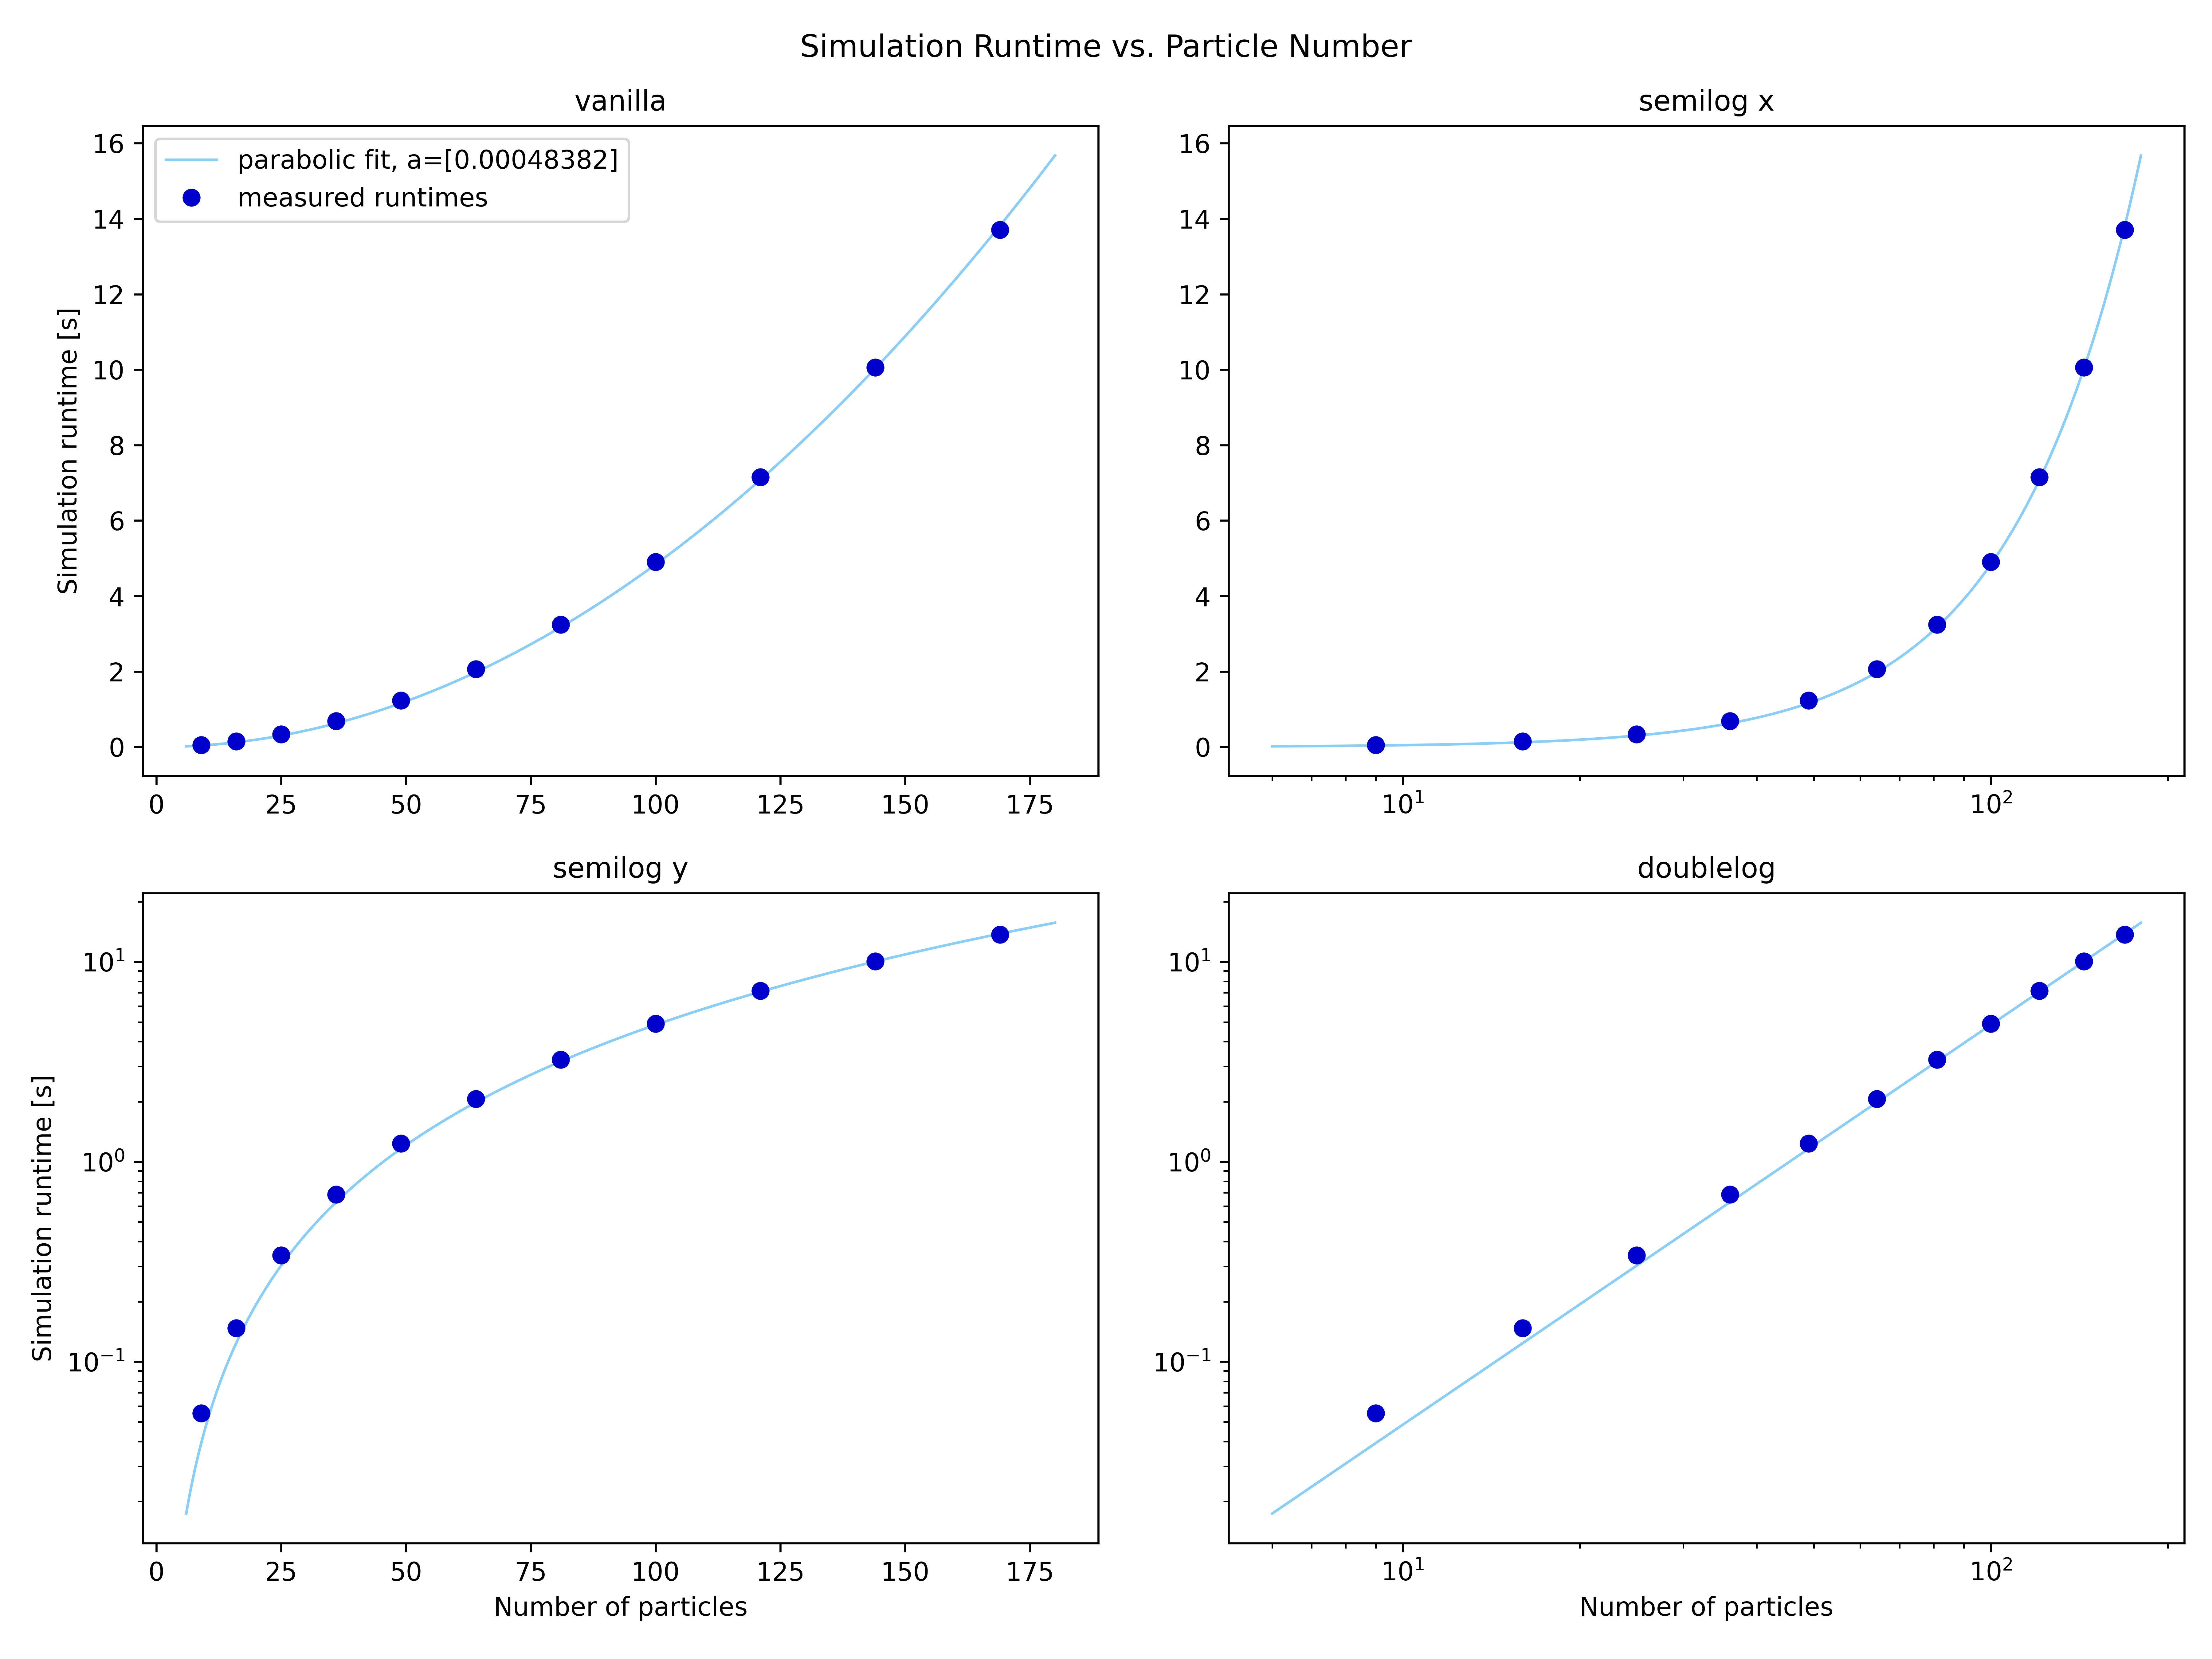 Simulation Runtime vs. Particle Number
vanilla
parabolic fit, a=[0.00048382]
measured runtimes
Simulation runtime [s]
16
14
12
10
8
6
4
2
0
0 25 50 75 100 125 150 175
semilog x
16
14
12
10
8
6
4
2
0
10¹ 10²
semilog y
Simulation runtime [s]
10¹
10⁰
10⁻¹
0 25 50 75 100 125 150 175
Number of particles
doublelog
10¹
10⁰
10⁻¹
10¹ 10²
Number of particles